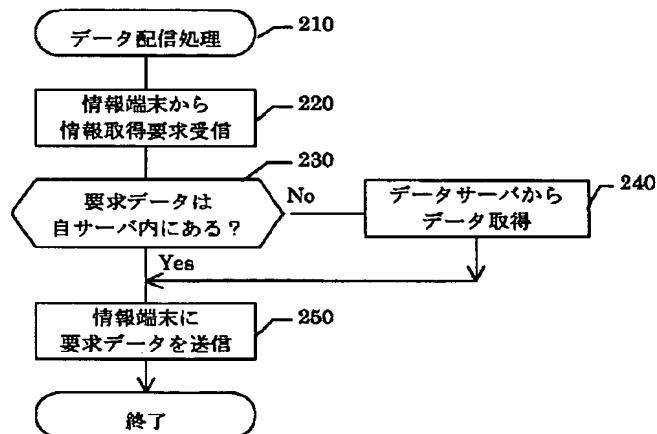 データ配信処理
210
情報端末から
情報取得要求受信
220
230
要求データは
自サーバ内にある？
No
データサーバから
データ取得
240
Yes
情報端末に
要求データを送信
250
終了